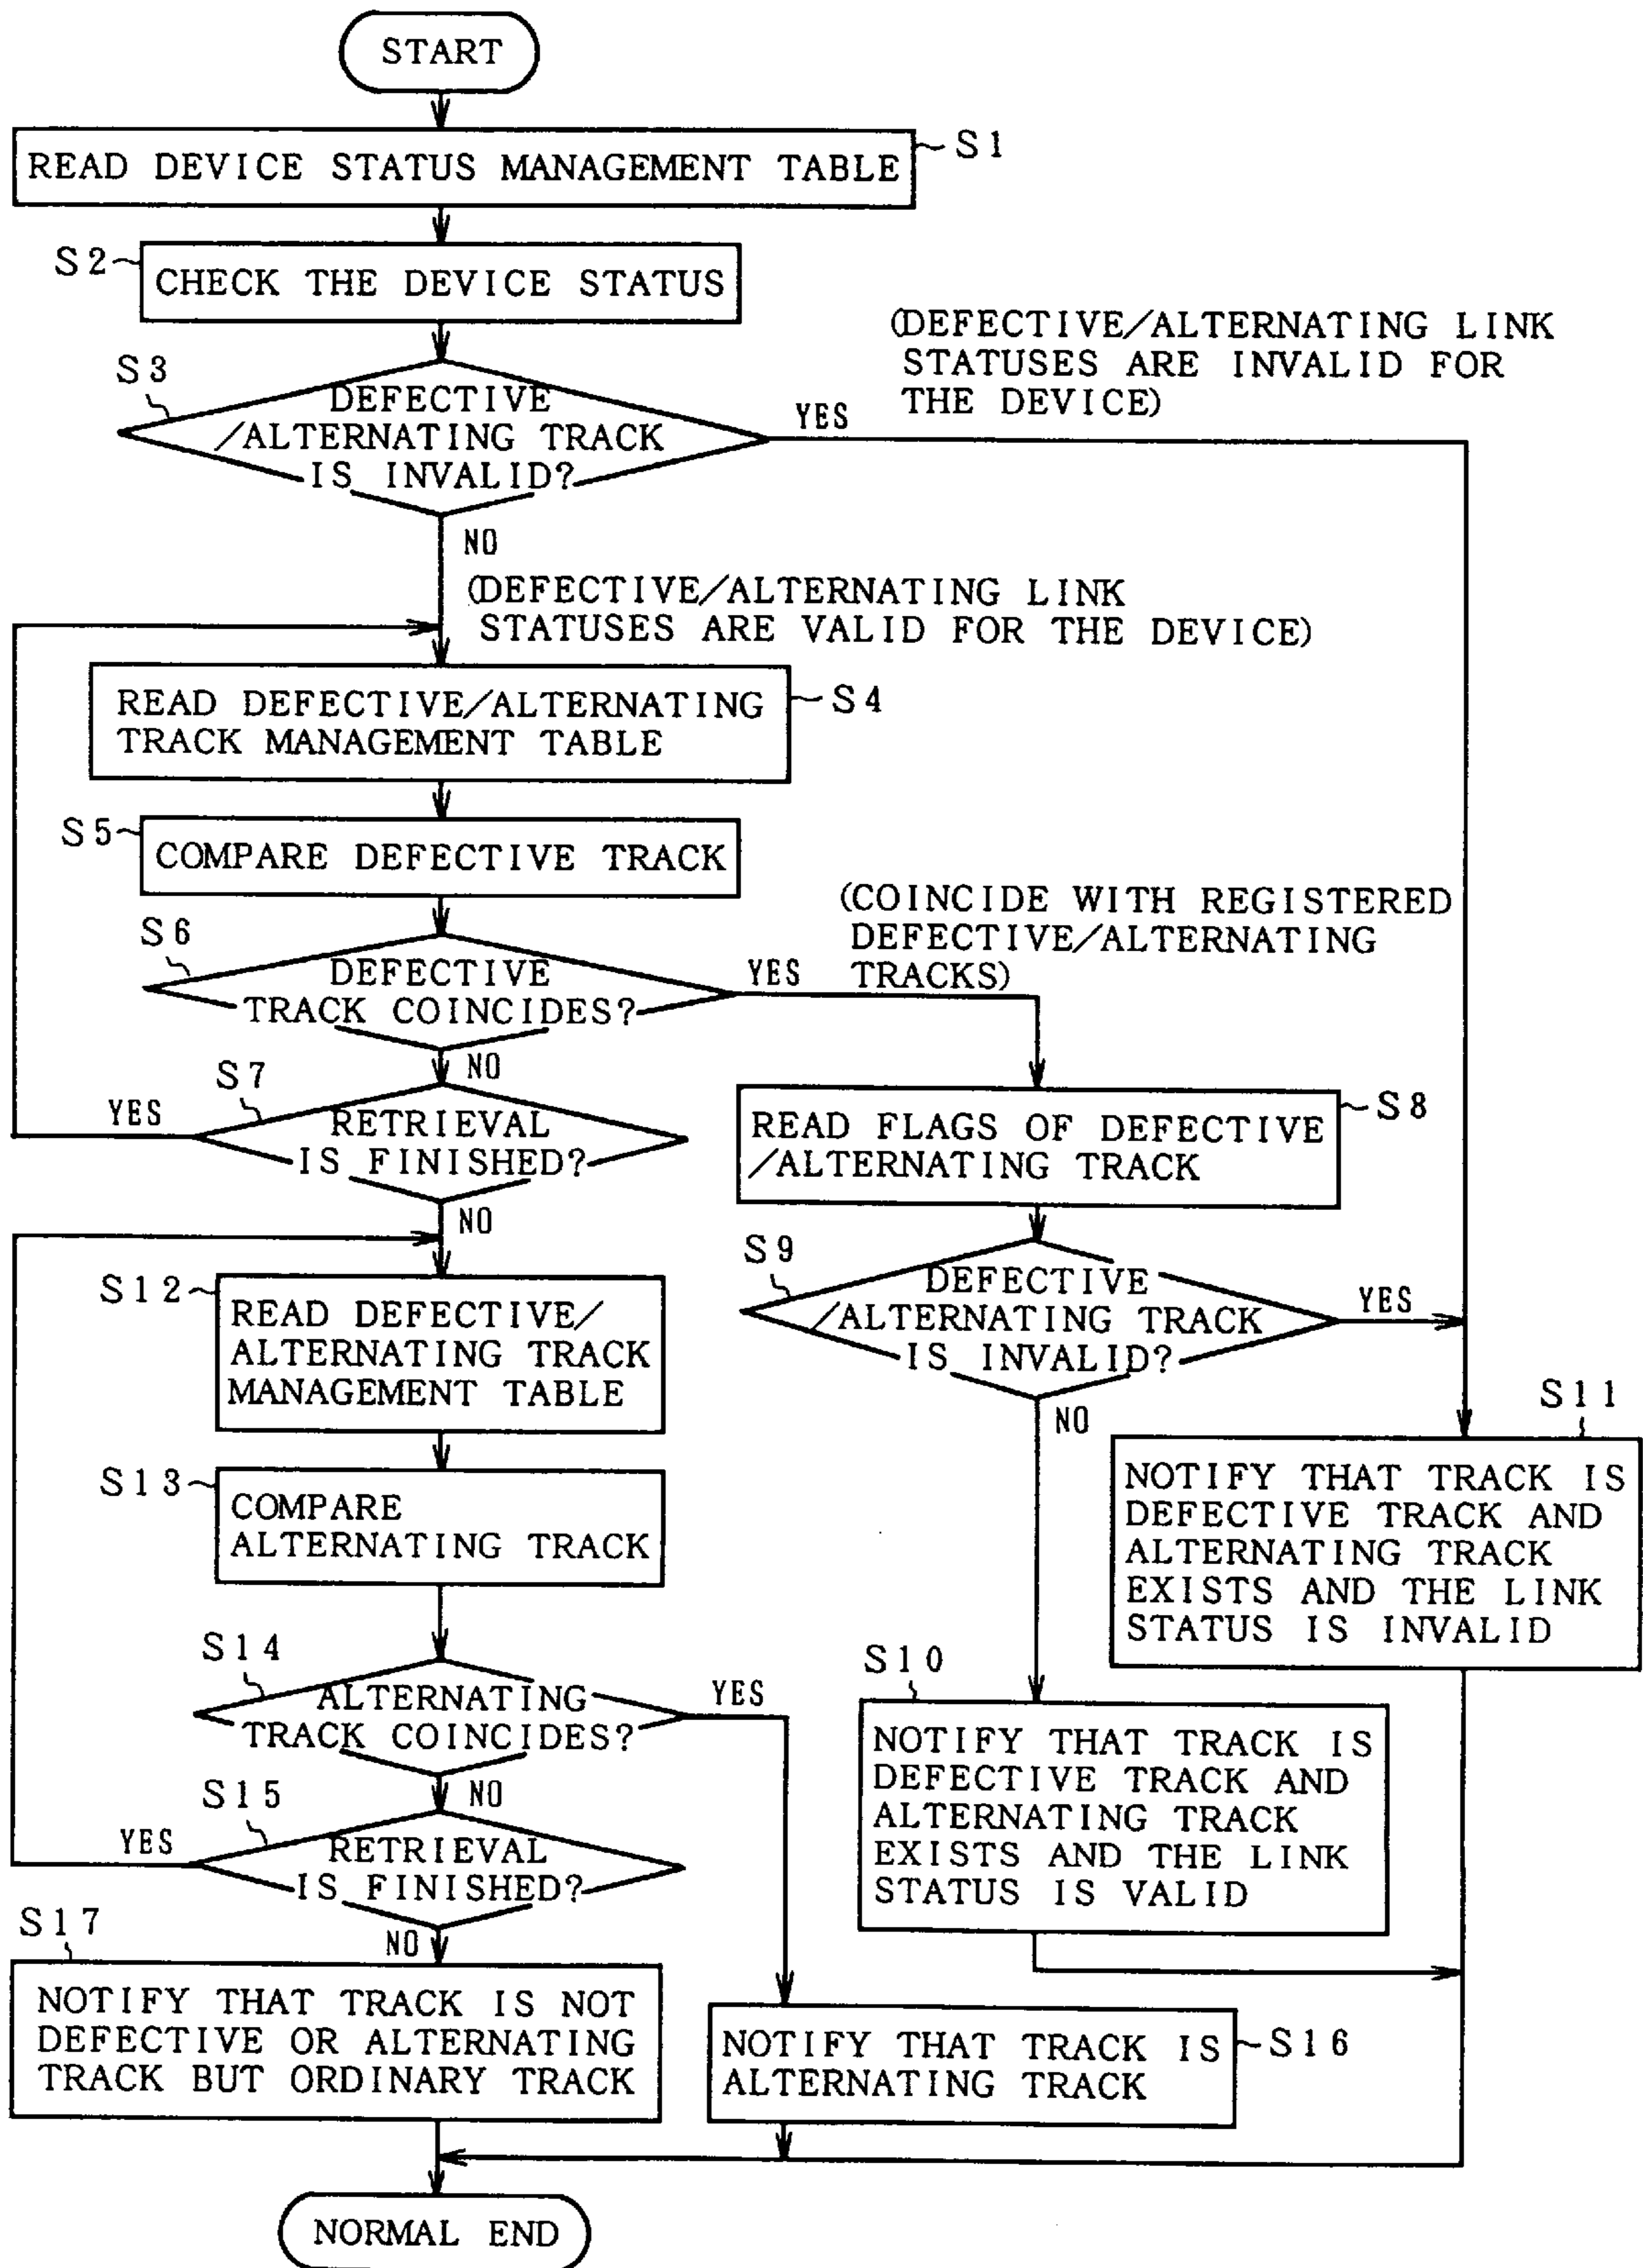 START
READ DEVICE STATUS MANAGEMENT TABLE
S1
S2
CHECK THE DEVICE STATUS
(DEFECTIVE/ALTERNATING LINK
STATUSES ARE INVALID FOR
THE DEVICE)
S3
DEFECTIVE
/ALTERNATING TRACK
IS INVALID?
YES
NO
(DEFECTIVE/ALTERNATING LINK
STATUSES ARE VALID FOR THE DEVICE)
READ DEFECTIVE/ALTERNATING
TRACK MANAGEMENT TABLE
S4
S5
COMPARE DEFECTIVE TRACK
(COINCIDE WITH REGISTERED
DEFECTIVE/ALTERNATING
TRACKS)
S6
DEFECTIVE
TRACK COINCIDES?
YES
NO
S7
RETRIEVAL
IS FINISHED?
YES
NO
READ FLAGS OF DEFECTIVE
/ALTERNATING TRACK
S8
S9
DEFECTIVE
/ALTERNATING TRACK
IS INVALID?
YES
NO
S12
READ DEFECTIVE/
ALTERNATING TRACK
MANAGEMENT TABLE
S13
COMPARE
ALTERNATING TRACK
S11
NOTIFY THAT TRACK IS
DEFECTIVE TRACK AND
ALTERNATING TRACK
EXISTS AND THE LINK
STATUS IS INVALID
S14
ALTERNATING
TRACK COINCIDES?
YES
NO
S10
NOTIFY THAT TRACK IS
DEFECTIVE TRACK AND
ALTERNATING TRACK
EXISTS AND THE LINK
STATUS IS VALID
S15
RETRIEVAL
IS FINISHED?
YES
NO
S17
NOTIFY THAT TRACK IS NOT
DEFECTIVE OR ALTERNATING
TRACK BUT ORDINARY TRACK
NOTIFY THAT TRACK IS
ALTERNATING TRACK
S16
NORMAL END